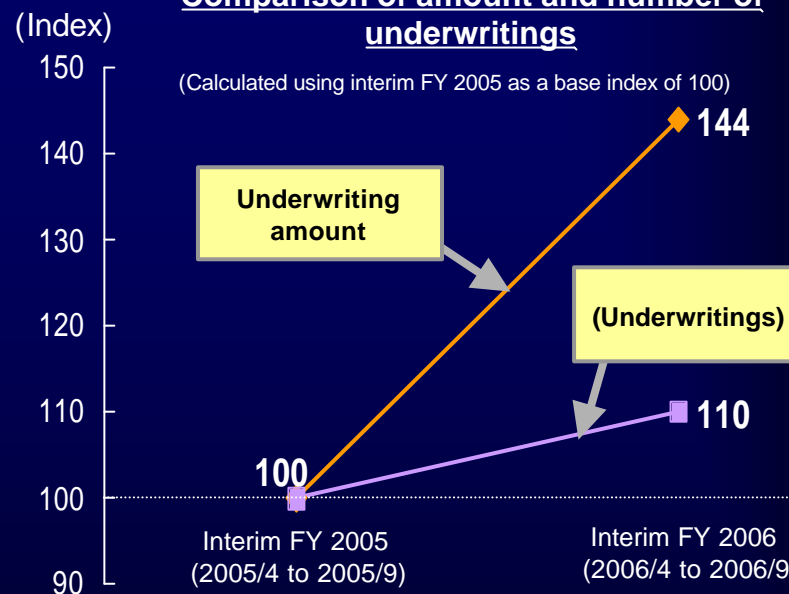 Comparison of amount and number of
underwritings
(Index)
(Calculated using interim FY 2005 as a base index of 100)
150
140
130
120
110
100
90
144
Underwriting
amount
(Underwritings)
110
100
Interim FY 2005
(2005/4 to 2005/9)
Interim FY 2006
(2006/4 to 2006/9